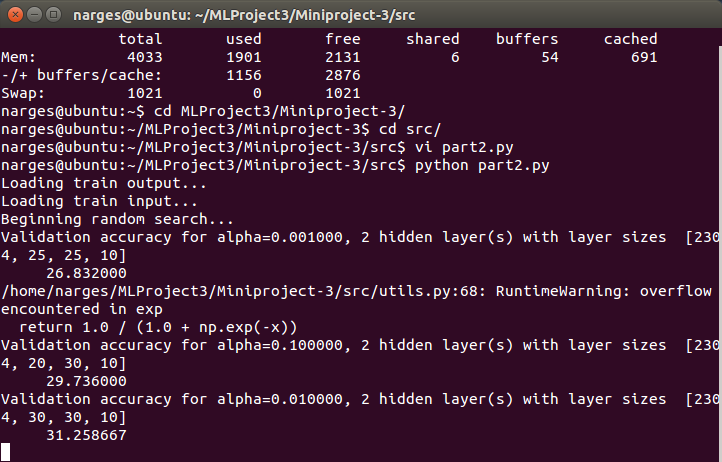 narges@ubuntu: ~/MLProject3/Miniproject-3/src
total used free shared buffers cached
Mem: 4033 1901 2131 6 54 691
-/+ buffers/cache: 1156 2876
Swap: 1021 0 1021
narges@ubuntu:~$ cd MLProject3/Miniproject-3/
narges@ubuntu:~/MLProject3/Miniproject-3$ cd src/
narges@ubuntu:~/MLProject3/Miniproject-3/src$ vi part2.py
narges@ubuntu:~/MLProject3/Miniproject-3/src$ python part2.py
Loading train output...
Loading train input...
Beginning random search...
Validation accuracy for alpha=0.001000, 2 hidden layer(s) with layer sizes  [230
4, 25, 25, 10]
26.832000
/home/narges/MLProject3/Miniproject-3/src/utils.py:68: RuntimeWarning: overflow
encountered in exp
return 1.0 / (1.0 + np.exp(-x))
Validation accuracy for alpha=0.100000, 2 hidden layer(s) with layer sizes  [230
4, 20, 30, 10]
29.736000
Validation accuracy for alpha=0.010000, 2 hidden layer(s) with layer sizes  [230
4, 30, 30, 10]
31.258667